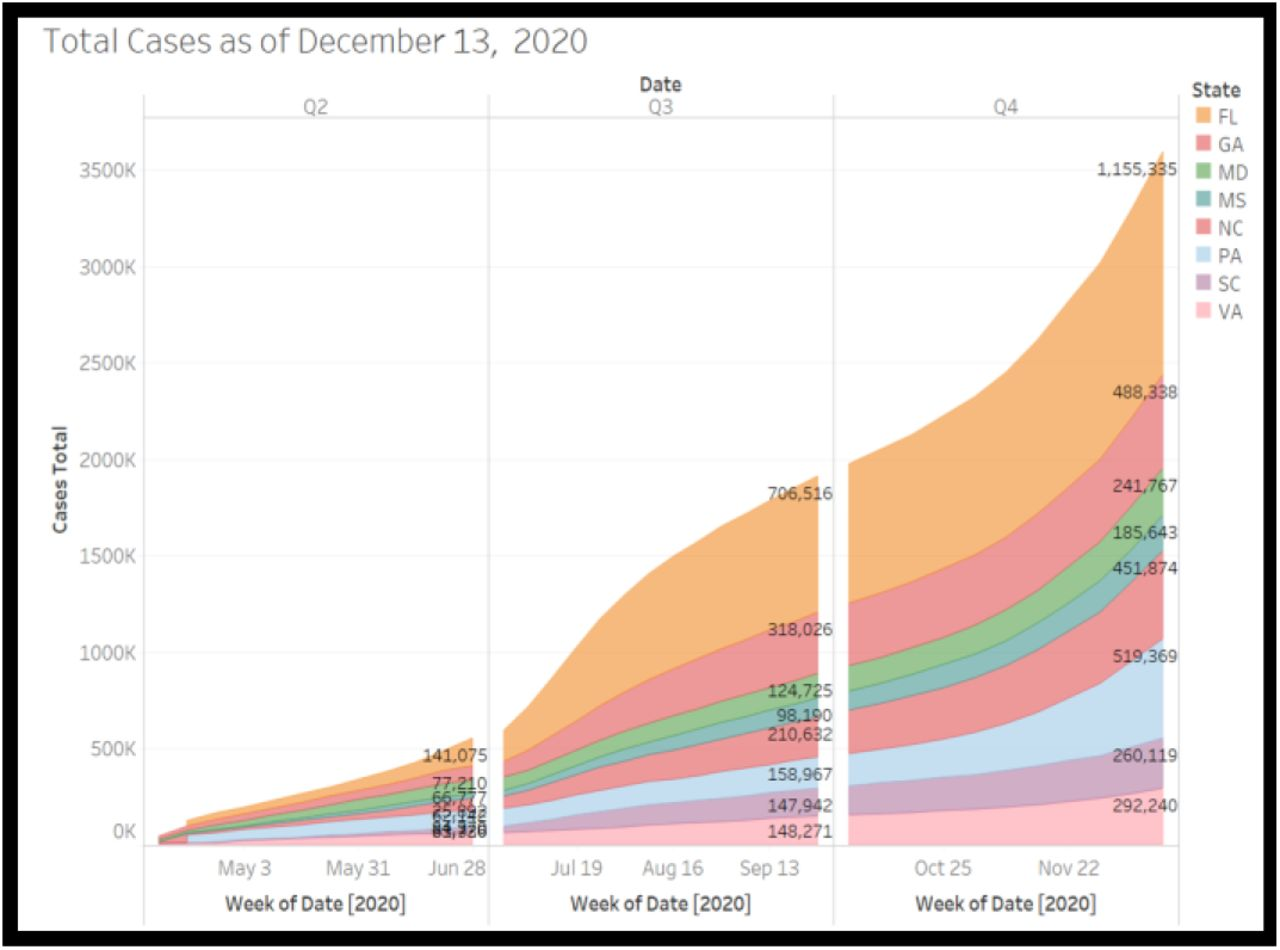 Total Cases as of December 13, 2020
Date
Q2 Q3 Q4
State
FL
GA
MD
MS
NC
PA
SC
VA
Cases Total
3500K
3000K
2500K
2000K
1500K
1000K
500K
0K
141,075
77,210
66,777
706,516
318,026
124,725
98,190
210,632
158,967
147,942
148,271
1,155,335
488,338
241,767
185,643
451,874
519,369
260,119
292,240
May 3 May 31 Jun 28 Jul 19 Aug 16 Sep 13 Oct 25 Nov 22
Week of Date [2020] Week of Date [2020] Week of Date [2020]